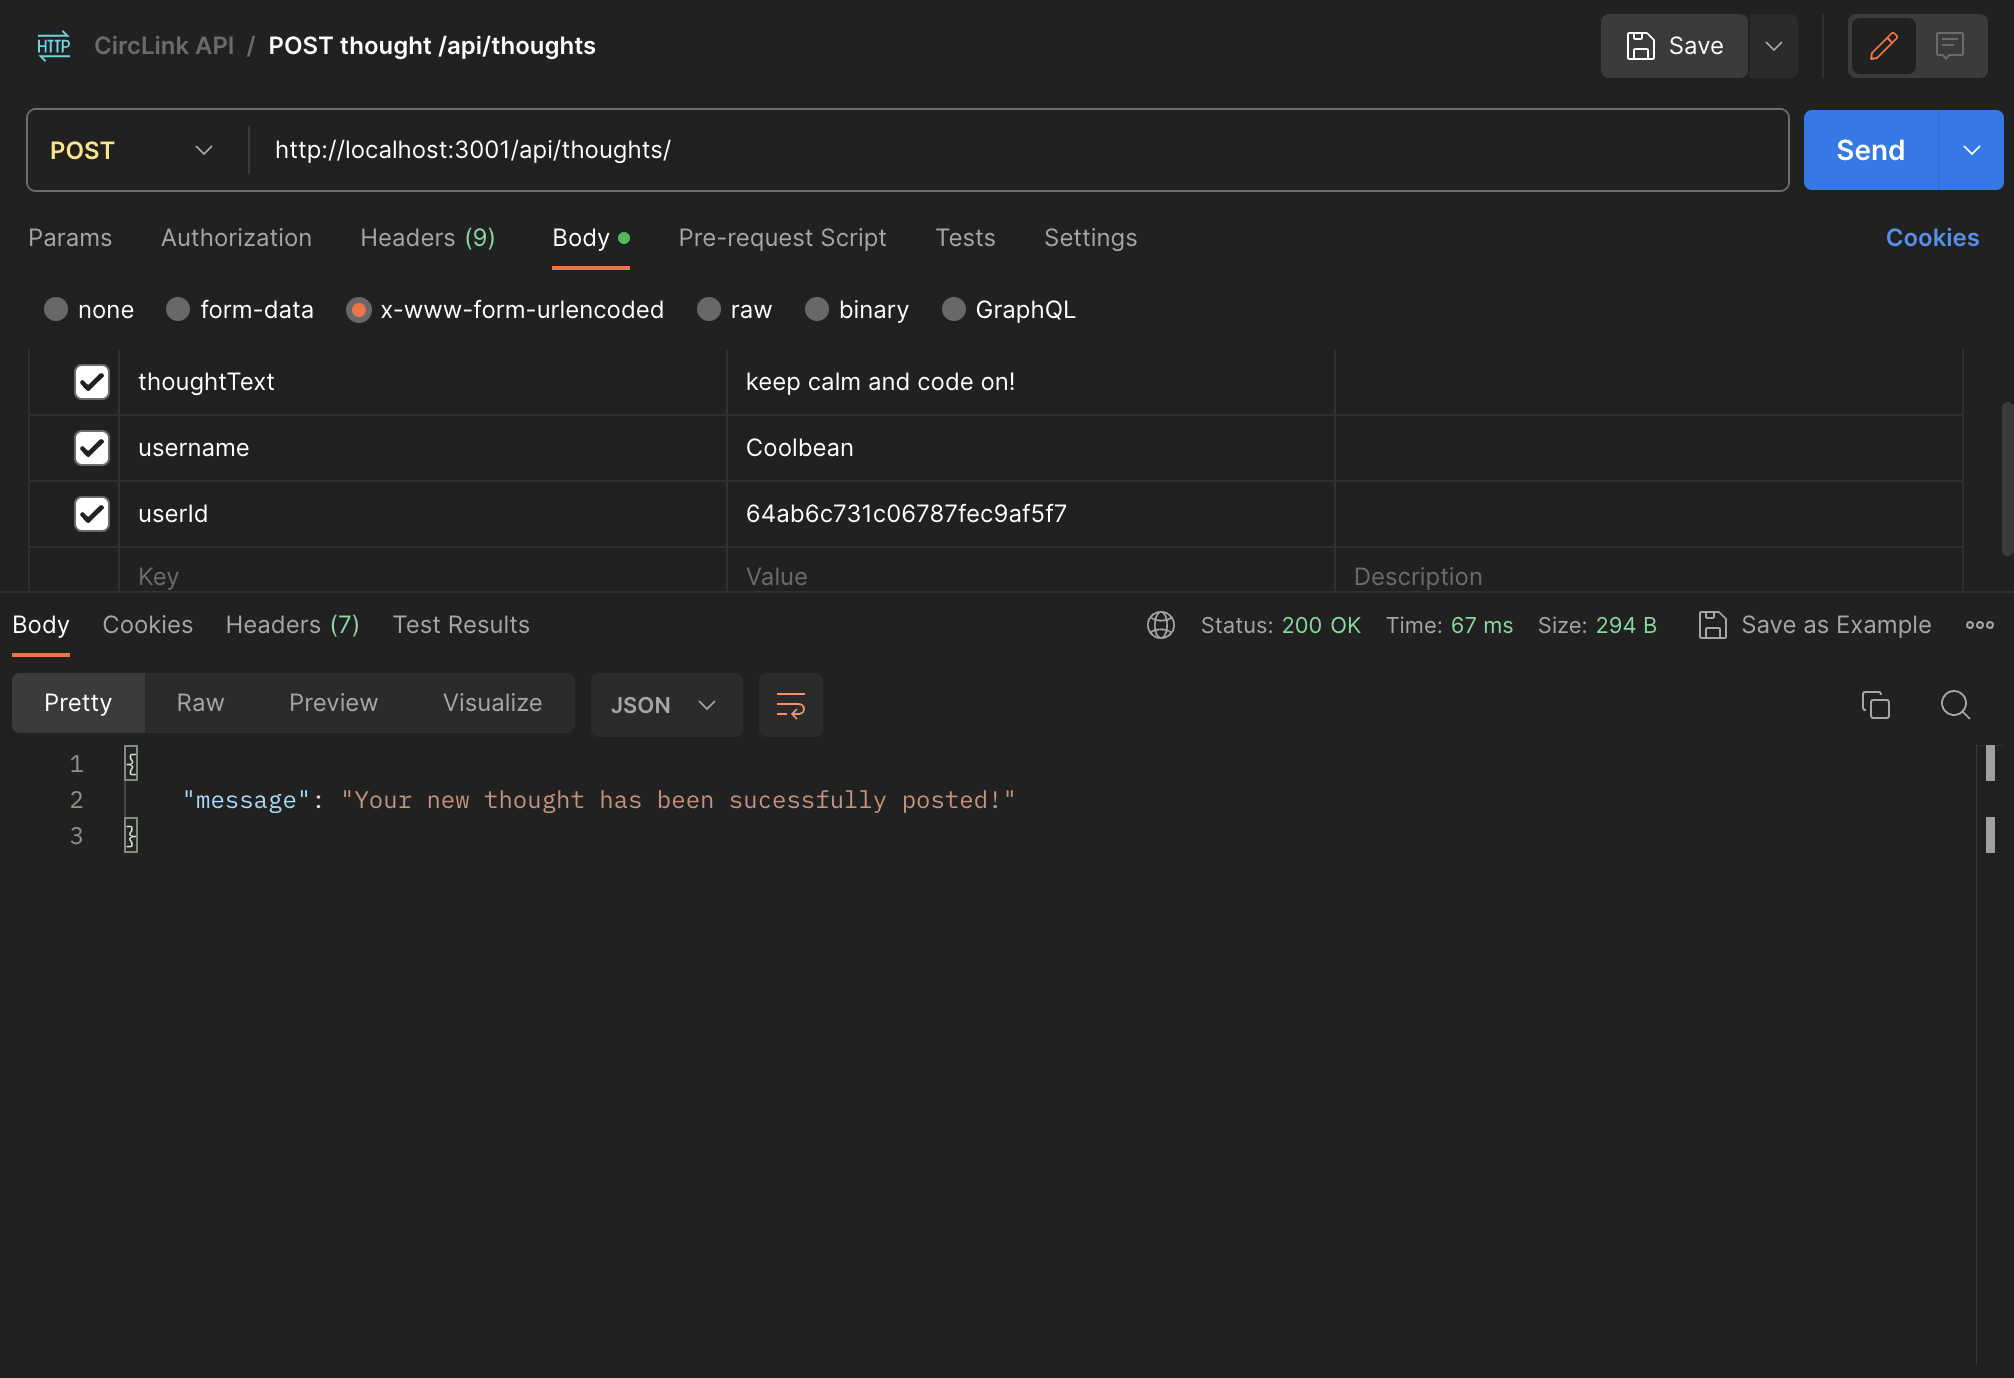 HTTP CircLink API / POST thought /api/thoughts Save
POST http://localhost:3001/api/thoughts/ Send
Params Authorization Headers (9) Body Pre-request Script Tests Settings Cookies
none form-data x-www-form-urlencoded raw binary GraphQL
thoughtText keep calm and code on!
username Coolbean
userId 64ab6c731c06787fec9af5f7
Key Value Description
Body Cookies Headers (7) Test Results Status: 200 OK Time: 67 ms Size: 294 B Save as Example
Pretty Raw Preview Visualize JSON
1 {
2 "message": "Your new thought has been sucessfully posted!"
3 }